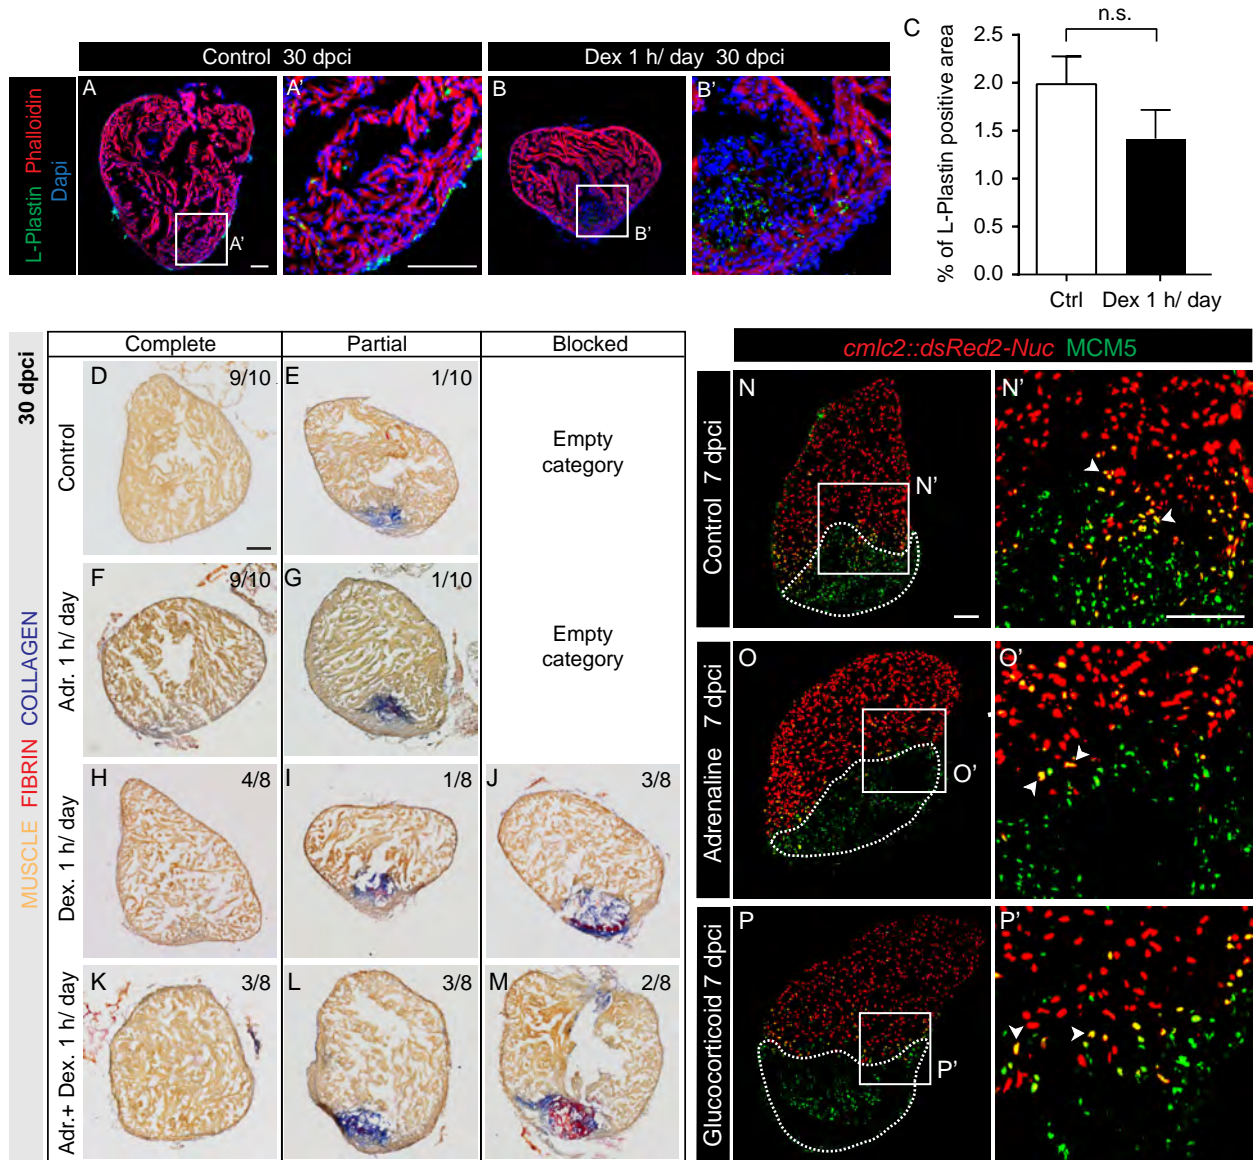 Control 30 dpci
Dex 1 h/ day 30 dpci
L-Plastin Phalloidin
Dapi
A
A'
A'
B
B'
B'
C
n.s.
% of L-Plastin positive area
2.5
2.0
1.5
1.0
0.5
0.0
Ctrl
Dex 1 h/ day
30 dpci
MUSCLE FIBRIN COLLAGEN
Complete
Partial
Blocked
Control
D
9/10
E
1/10
Empty
category
Adr. 1 h/ day
F
9/10
G
1/10
Empty
category
Dex. 1 h/ day
H
4/8
I
1/8
J
3/8
Adr.+ Dex. 1 h/ day
K
3/8
L
3/8
M
2/8
cmlc2::dsRed2-Nuc MCM5
Control 7 dpci
N
N'
N'
Adrenaline 7 dpci
O
O'
O'
Glucocorticoid 7 dpci
P
P'
P'